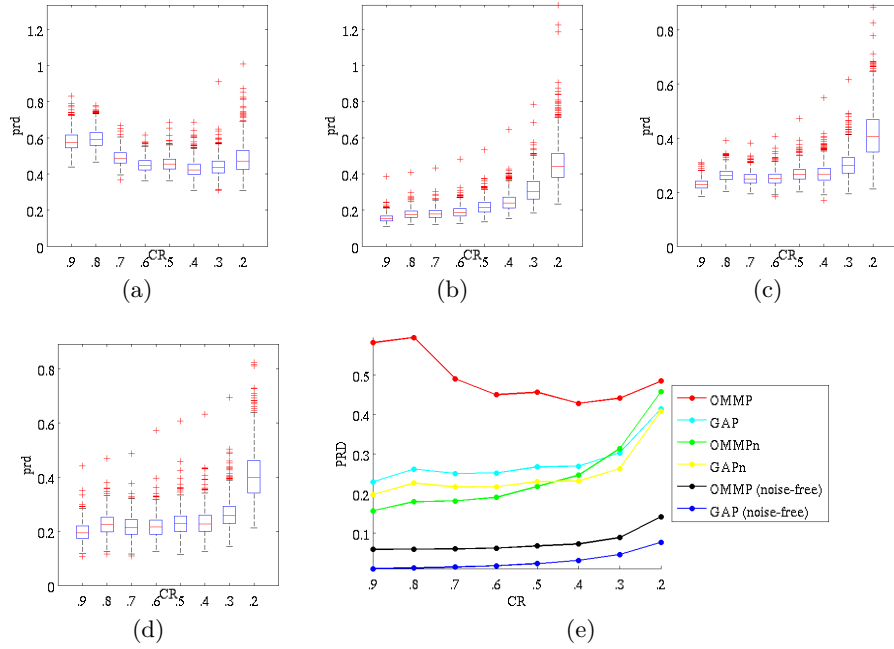 1.2
1
0.8
0.6
0.4
0.2
0
prd
.9 .8 .7 .6 .5 .4 .3 .2
CR
(a)
1.2
1
0.8
0.6
0.4
0.2
0
prd
.9 .8 .7 .6 .5 .4 .3 .2
CR
(b)
0.8
0.6
0.4
0.2
0
prd
.9 .8 .7 .6 .5 .4 .3 .2
CR
(c)
0.8
0.6
0.4
0.2
0
prd
.9 .8 .7 .6 .5 .4 .3 .2
CR
(d)
0.5
0.4
0.3
0.2
0.1
PRD
.9 .8 .7 .6 .5 .4 .3 .2
CR
OMMP
GAP
OMMPn
GAPn
OMMP (noise-free)
GAP (noise-free)
(e)